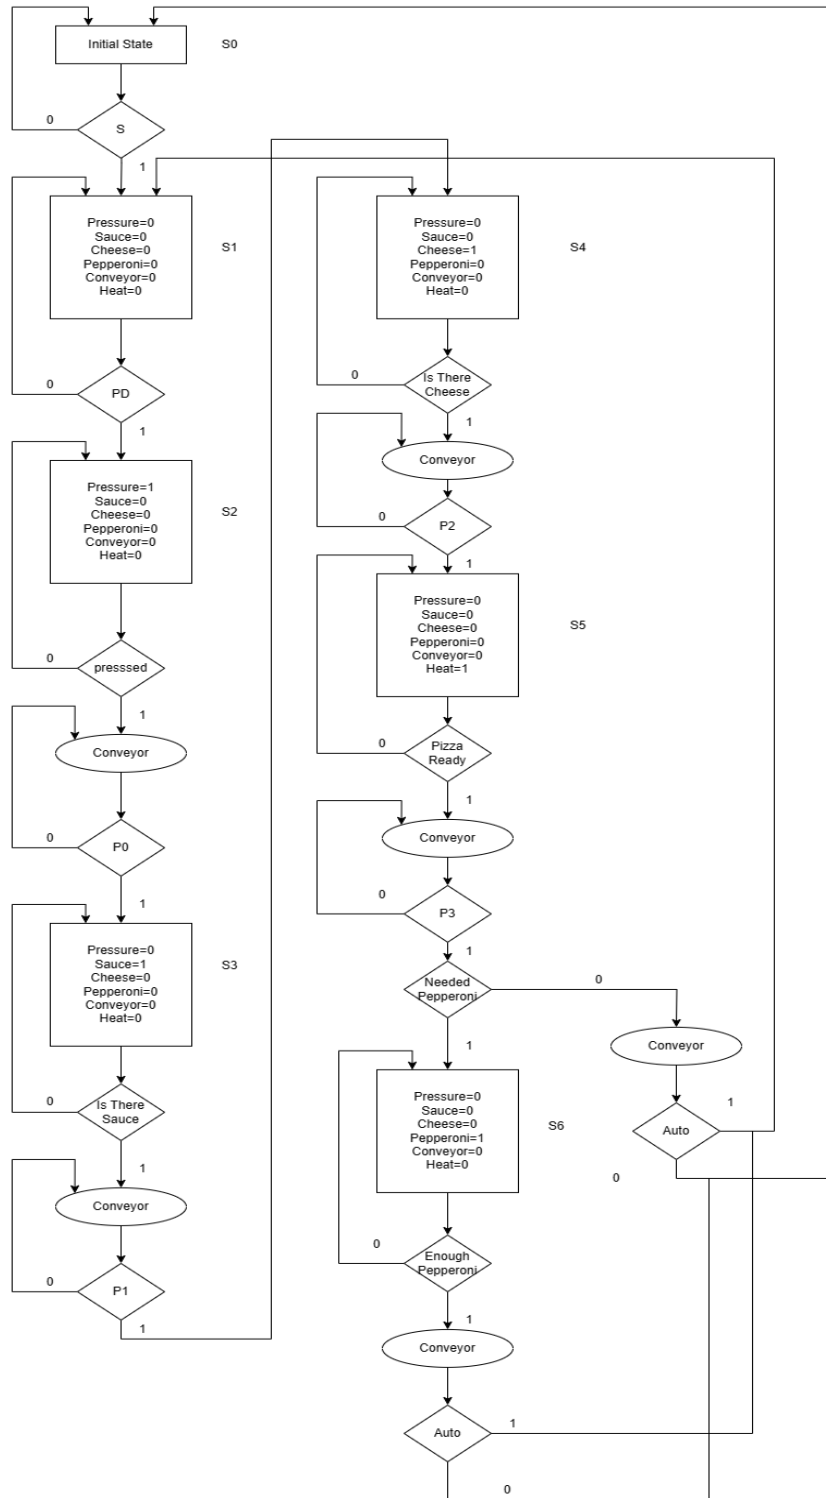 Initial State
S0
0
S
1
Pressure=0
Sauce=0
Cheese=0
Pepperoni=0
Conveyor=0
Heat=0
S1
0
PD
1
Pressure=1
Sauce=0
Cheese=0
Pepperoni=0
Conveyor=0
Heat=0
S2
0
presssed
1
Conveyor
0
P0
1
Pressure=0
Sauce=1
Cheese=0
Pepperoni=0
Conveyor=0
Heat=0
S3
0
Is There
Sauce
1
Conveyor
0
P1
1
Pressure=0
Sauce=0
Cheese=1
Pepperoni=0
Conveyor=0
Heat=0
S4
0
Is There
Cheese
1
Conveyor
0
P2
1
Pressure=0
Sauce=0
Cheese=0
Pepperoni=0
Conveyor=0
Heat=1
S5
0
Pizza
Ready
1
Conveyor
0
P3
1
Needed
Pepperoni
0
1
Conveyor
Auto
1
0
Pressure=0
Sauce=0
Cheese=0
Pepperoni=1
Conveyor=0
Heat=0
S6
0
Enough
Pepperoni
1
Conveyor
Auto
1
0